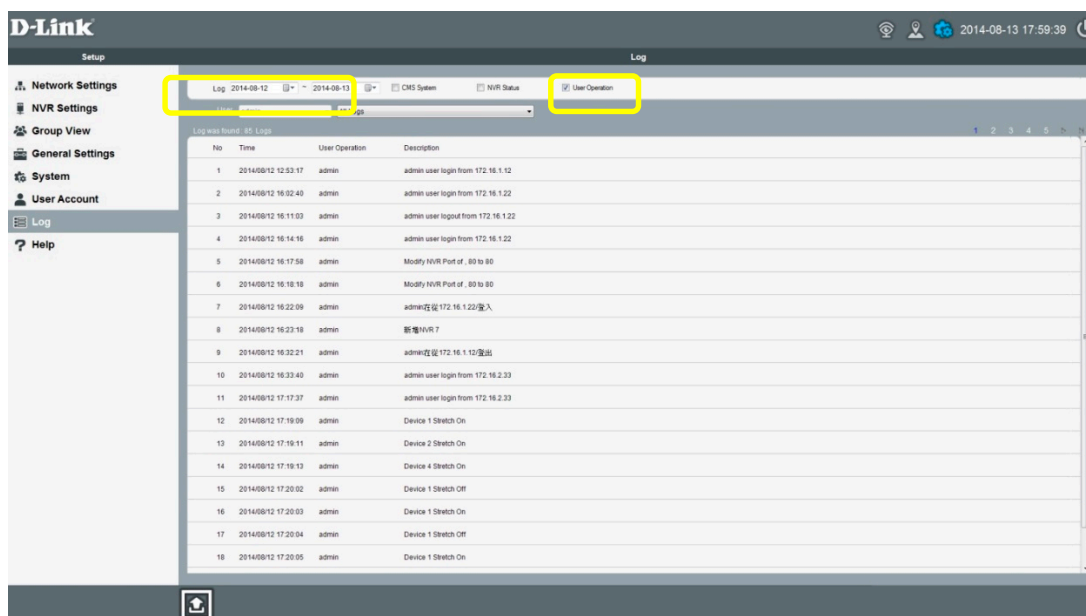 D-Link
2014-08-13 17:59:39
Setup
Log
Network Settings
NVR Settings
Group View
General Settings
System
User Account
Log
Help
Log 2014-08-12 ~ 2014-08-13 CMS System NVR Status User Operation
Log was found : 85 Logs
1 2 3 4 5
No Time User Operation Description
1 2014/08/12 12:53:17 admin admin user login from 172.16.1.12
2 2014/08/12 16:02:40 admin admin user login from 172.16.1.22
3 2014/08/12 16:11:03 admin admin user logout from 172.16.1.22
4 2014/08/12 16:14:16 admin admin user login from 172.16.1.22
5 2014/08/12 16:17:58 admin Modify NVR Port of , 80 to 80
6 2014/08/12 16:18:18 admin Modify NVR Port of , 80 to 80
7 2014/08/12 16:22:09 admin admin在從172.16.1.22/登入
8 2014/08/12 16:23:18 admin 新增NVR 7
9 2014/08/12 16:32:21 admin admin在從172.16.1.12/登出
10 2014/08/12 16:33:40 admin admin user login from 172.16.2.33
11 2014/08/12 17:17:37 admin admin user login from 172.16.2.33
12 2014/08/12 17:19:09 admin Device 1 Stretch On
13 2014/08/12 17:19:11 admin Device 2 Stretch On
14 2014/08/12 17:19:13 admin Device 4 Stretch On
15 2014/08/12 17:20:02 admin Device 1 Stretch Off
16 2014/08/12 17:20:03 admin Device 1 Stretch On
17 2014/08/12 17:20:04 admin Device 1 Stretch Off
18 2014/08/12 17:20:05 admin Device 1 Stretch On